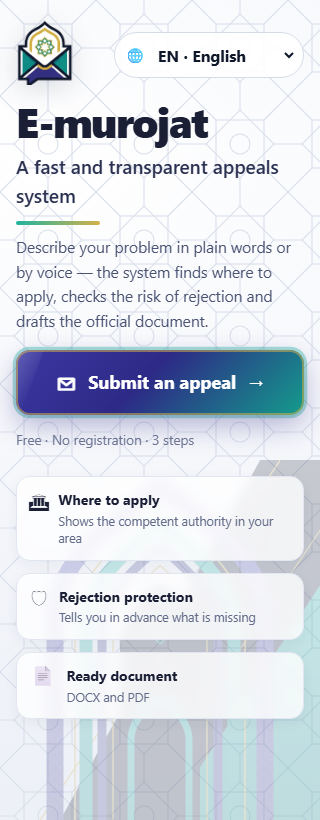 EN · English
E-murojat
A fast and transparent appeals
system
Describe your problem in plain words or
by voice — the system finds where to
apply, checks the risk of rejection and
drafts the official document.
Submit an appeal →
Free · No registration · 3 steps
Where to apply
Shows the competent authority in your
area
Rejection protection
Tells you in advance what is missing
Ready document
DOCX and PDF